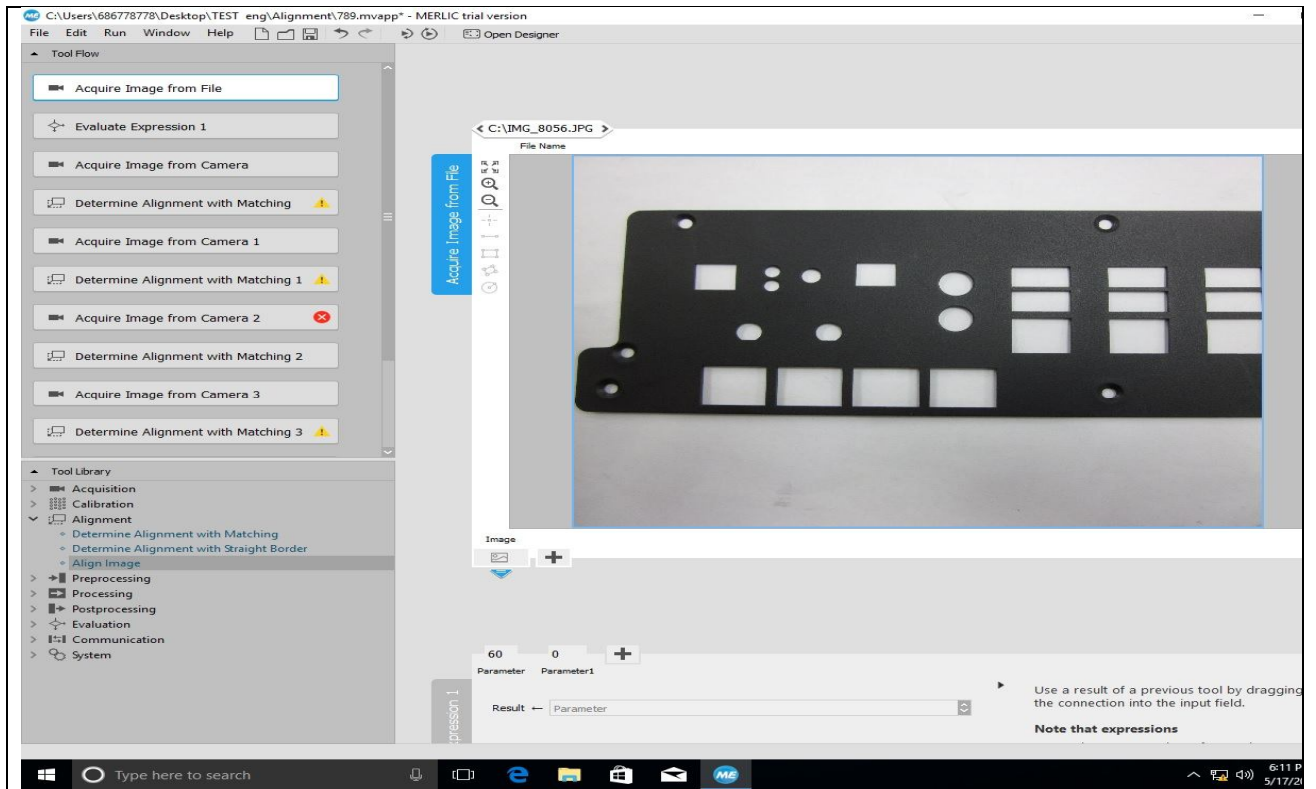 C:\Users\686778778\Desktop\TEST eng\Alignment\789.mvapp* - MERLIC trial version
File Edit Run Window Help Open Designer
Tool Flow
Acquire Image from File
Evaluate Expression 1
Acquire Image from Camera
Determine Alignment with Matching
Acquire Image from Camera 1
Determine Alignment with Matching 1
Acquire Image from Camera 2
Determine Alignment with Matching 2
Acquire Image from Camera 3
Determine Alignment with Matching 3
Tool Library
Acquisition
Calibration
Alignment
Determine Alignment with Matching
Determine Alignment with Straight Border
Align Image
Preprocessing
Processing
Postprocessing
Evaluation
Communication
System
C:\IMG_8056.JPG
File Name
Acquire Image from File
Image
60 0
Parameter Parameter1
Result ← Parameter
pression 1
Use a result of a previous tool by dragging
the connection into the input field.
Note that expressions
Type here to search
ME
6:11 P
5/17/20